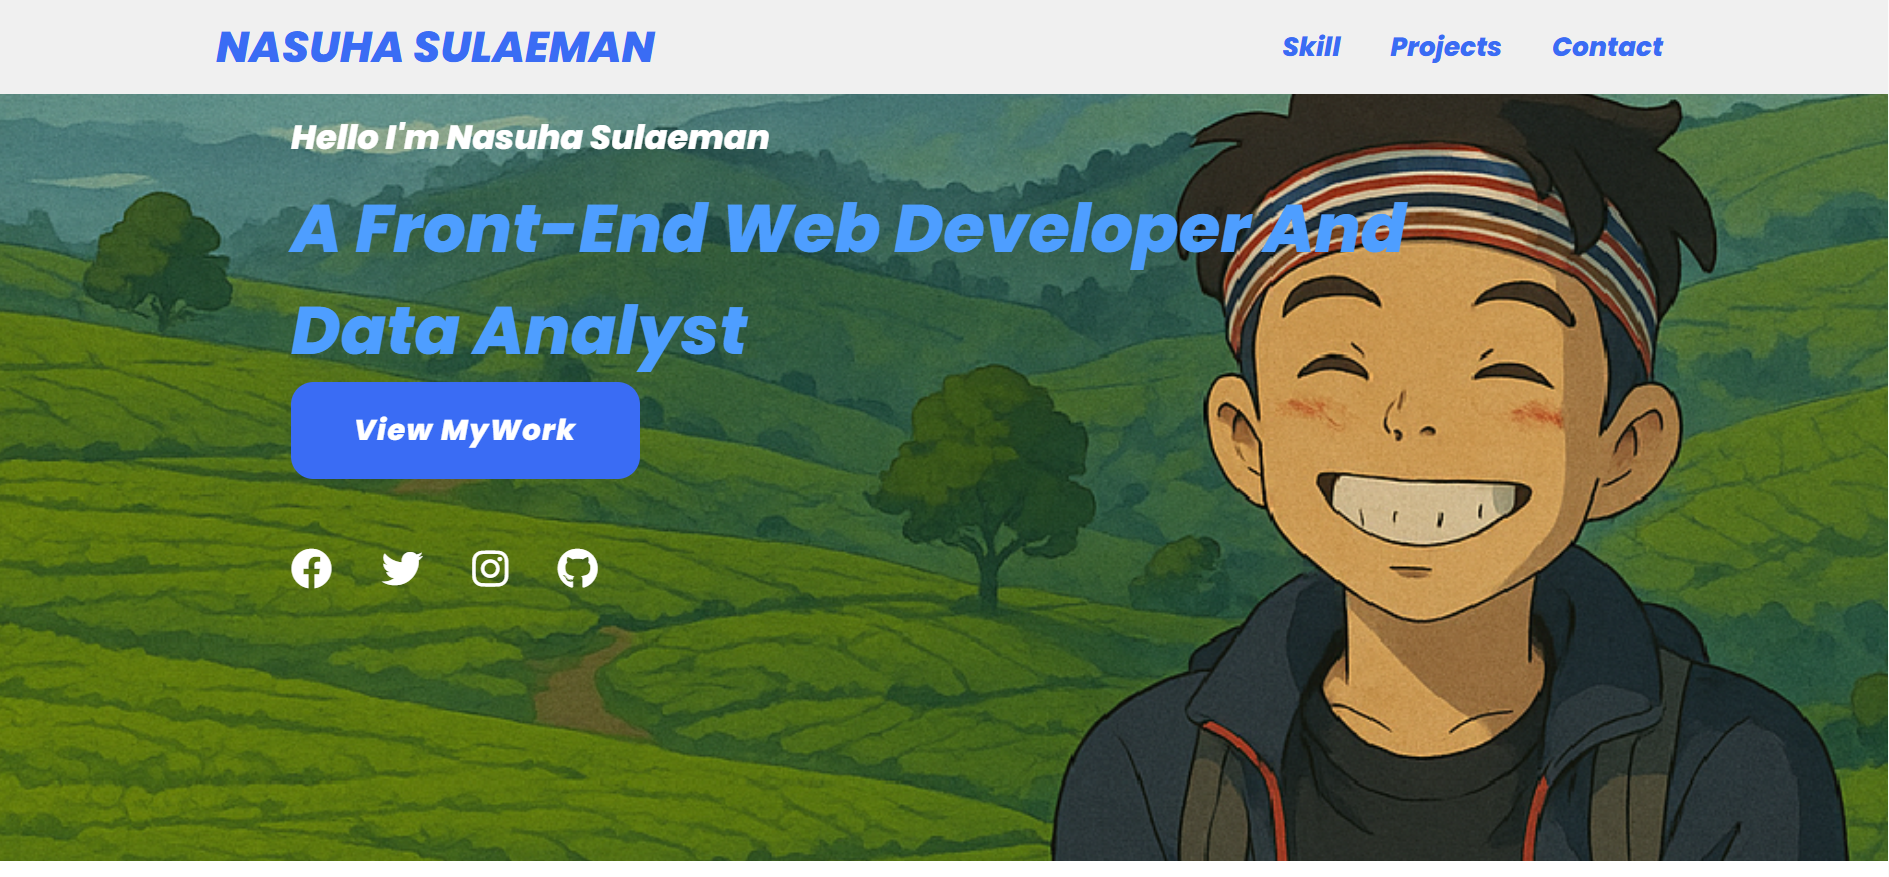 NASUHA SULAEMAN
Skill Projects Contact
Hello I'm Nasuha Sulaeman
A Front-End Web Developer And
Data Analyst
View MyWork